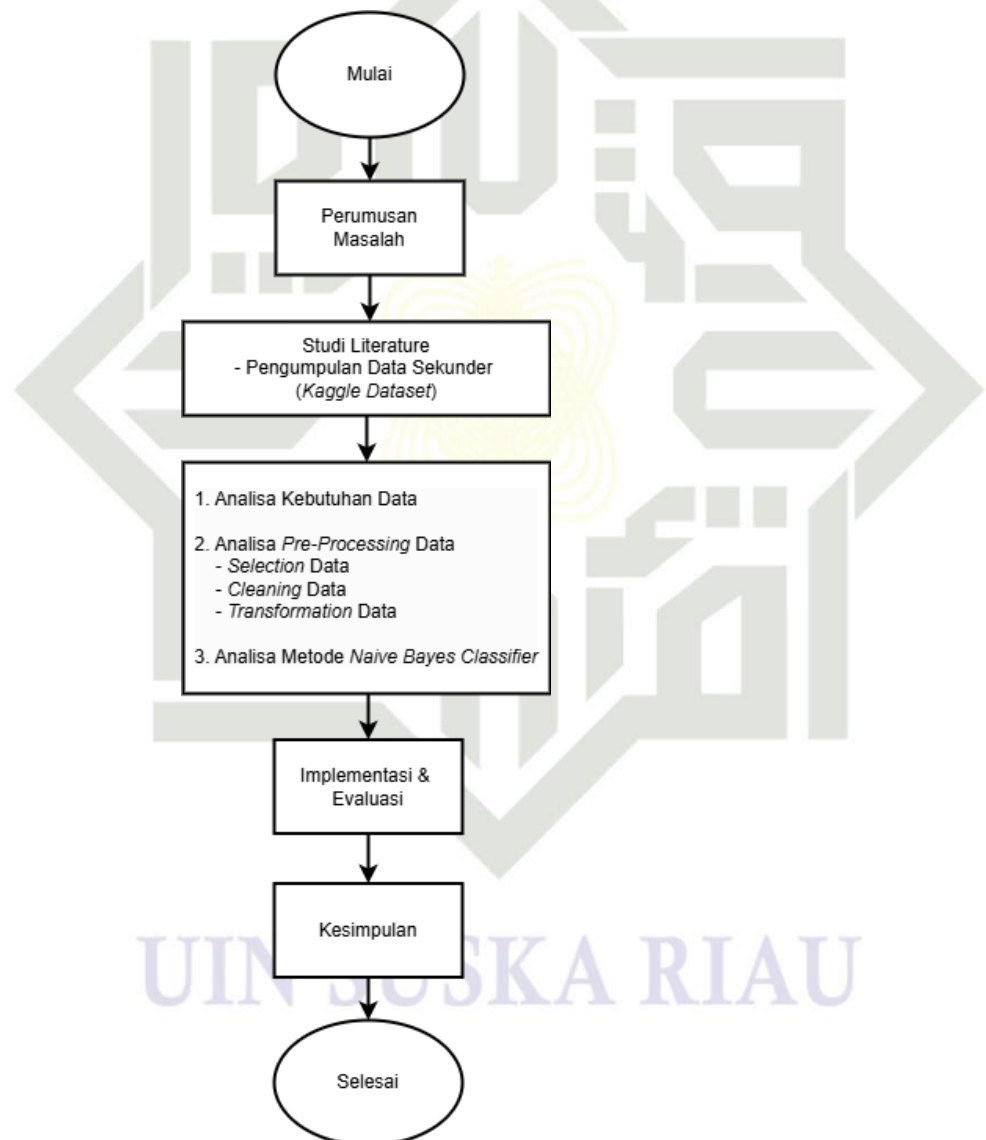 Mulai
Perumusan
Masalah
Studi Literature
- Pengumpulan Data Sekunder
(Kaggle Dataset)
1. Analisa Kebutuhan Data
2. Analisa Pre-Processing Data
- Selection Data
- Cleaning Data
- Transformation Data
3. Analisa Metode Naive Bayes Classifier
Implementasi &
Evaluasi
Kesimpulan
UIN SUSKA RIAU
Selesai